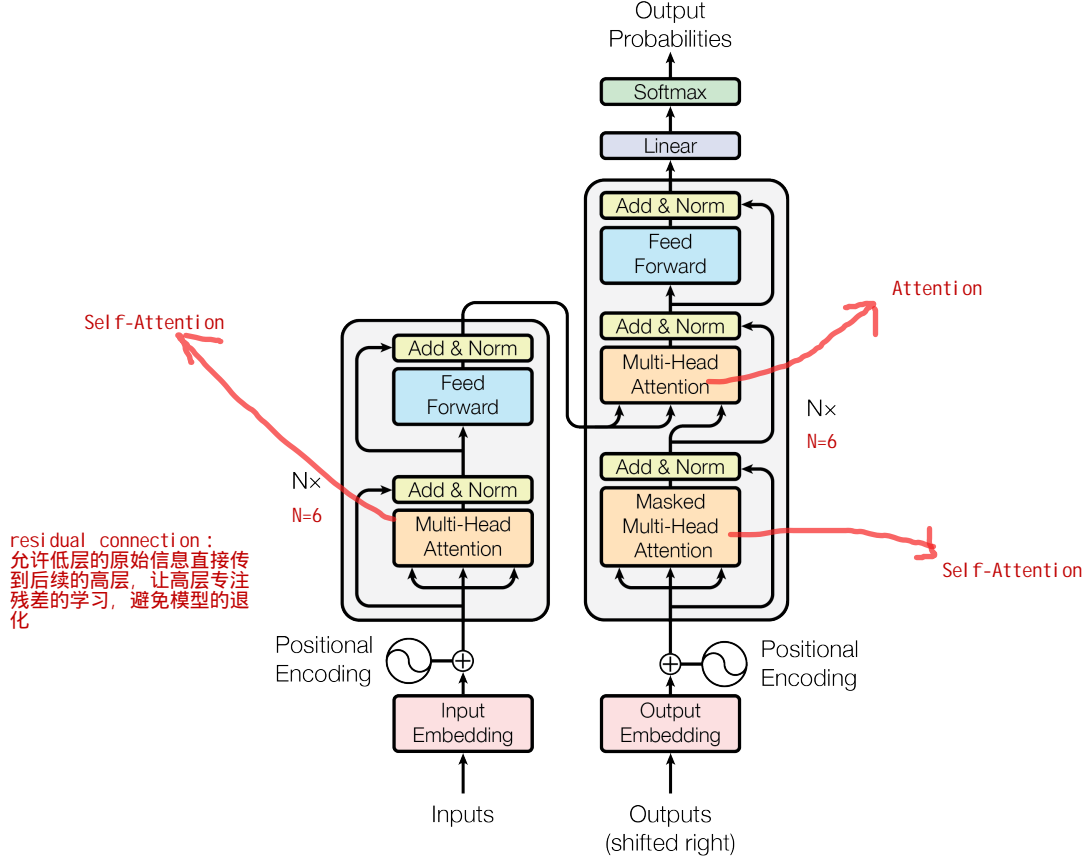 Output
Probabilities
Softmax
Linear
Add & Norm
Feed
Forward
Add & Norm
Multi-Head
Attention
Attention
N×
N=6
Add & Norm
Masked
Multi-Head
Attention
Self-Attention
Self-Attention
Add & Norm
Feed
Forward
N×
N=6
Add & Norm
Multi-Head
Attention
residual connection：
允许低层的原始信息直接传
到后续的高层，让高层专注
残差的学习，避免模型的退
化
Positional
Encoding
Positional
Encoding
Input
Embedding
Output
Embedding
Inputs
Outputs
(shifted right)